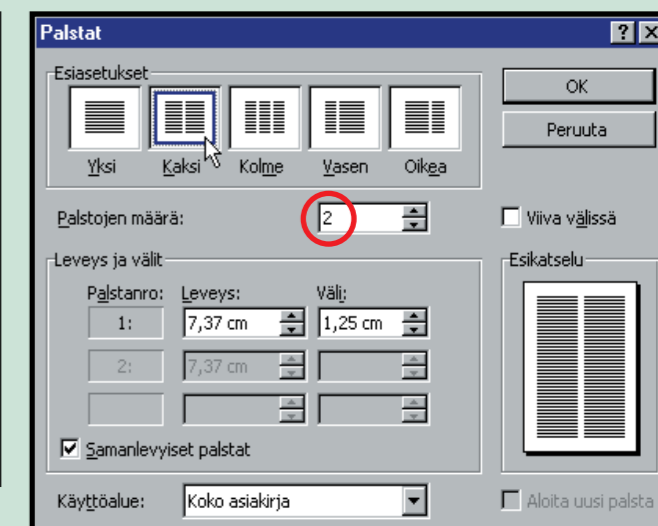 Palstat
Esiasetukset
Yksi Kaksi Kolme Vasen Oikea
OK
Peruuta
Palstojen määrä: 2
Viiva välissä
Leveys ja välit
Palstanro: Leveys: Väli:
1: 7,37 cm 1,25 cm
2: 7,37 cm
Samanlevyiset palstat
Esikatselu
Käyttöalue: Koko asiakirja
Aloita uusi palsta